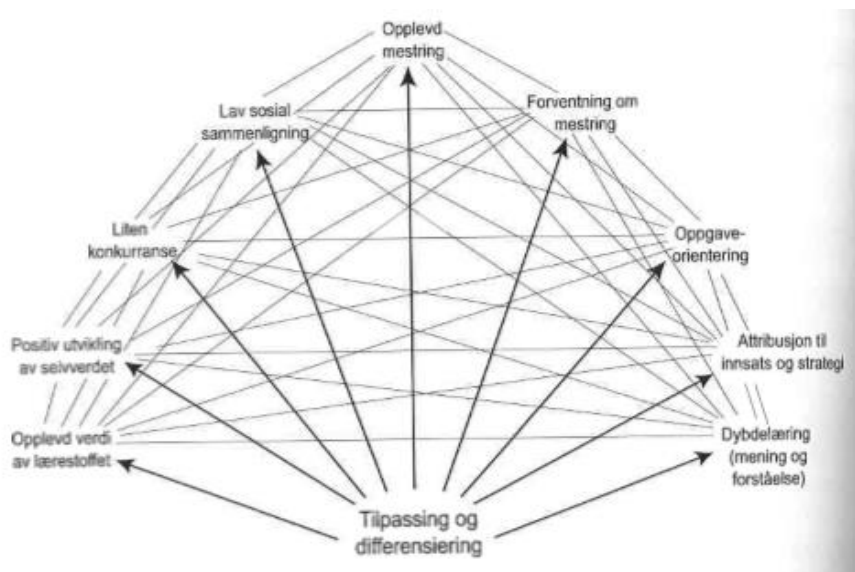 Opplevd
mestring
Lav sosial
sammenligning
Forventning om
mestring
Liten
konkurranse
Oppgave-
orientering
Positiv utvikling
av selvverdet
Attribusjon til
innsats og strategi
Opplevd verdi
av lærestoffet
Dybdelæring
(mening og
forståelse)
Tilpassing og
differensiering